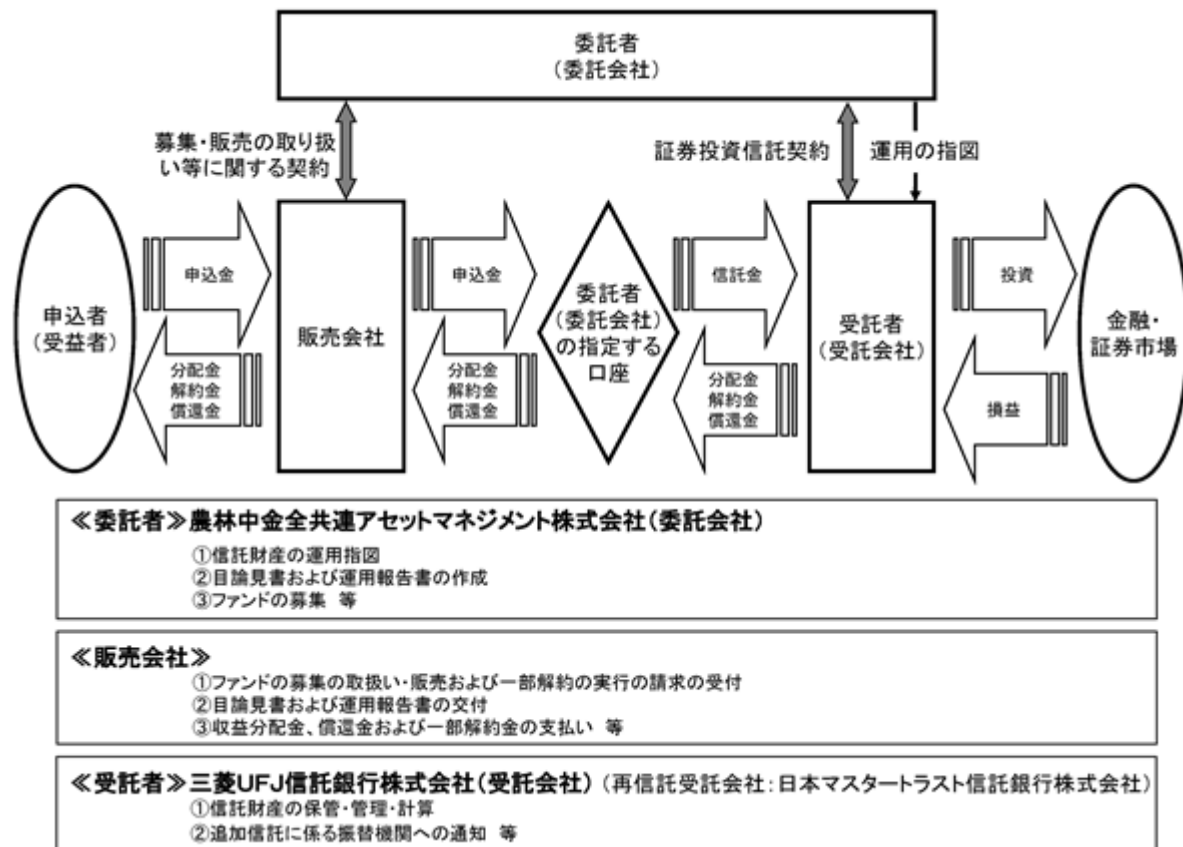 委託者
(委託会社)
募集・販売の取り扱
い等に関する契約
証券投資信託契約
運用の指図
申込者
(受益者)
申込金
分配金
解約金
償還金
販売会社
申込金
分配金
解約金
償還金
委託者
(委託会社)
の指定する
口座
信託金
分配金
解約金
償還金
受託者
(受託会社)
投資
損益
金融・
証券市場
≪委託者≫農林中金全共連アセットマネジメント株式会社(委託会社)
①信託財産の運用指図
②目論見書および運用報告書の作成
③ファンドの募集 等
≪販売会社≫
①ファンドの募集の取扱い・販売および一部解約の実行の請求の受付
②目論見書および運用報告書の交付
③収益分配金、償還金および一部解約金の支払い 等
≪受託者≫三菱UFJ信託銀行株式会社(受託会社)(再信託受託会社:日本マスタートラスト信託銀行株式会社)
①信託財産の保管・管理・計算
②追加信託に係る振替機関への通知 等